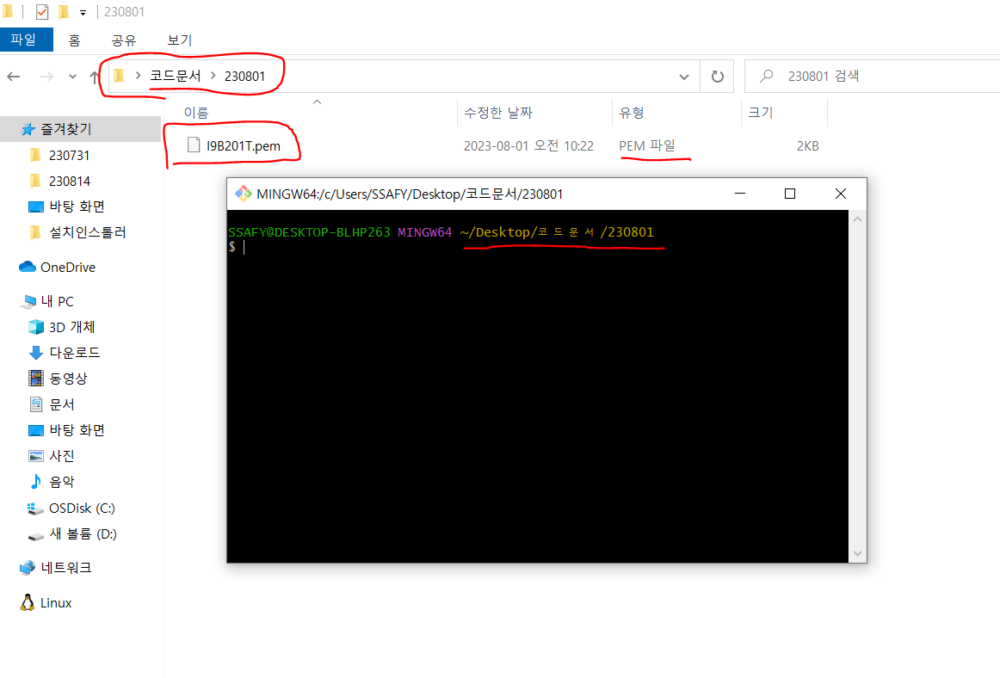 230801
파일 홈 공유 보기
코드문서 > 230801
230801 검색
이름 수정한 날짜 유형 크기
I9B201T.pem 2023-08-01 오전 10:22 PEM 파일 2KB
즐겨찾기
230731
230814
바탕 화면
설치인스톨러
OneDrive
내 PC
3D 개체
다운로드
동영상
문서
바탕 화면
사진
음악
OSDisk (C:)
새 볼륨 (D:)
네트워크
Linux
MINGW64:/c/Users/SSAFY/Desktop/코드문서/230801
SSAFY@DESKTOP-BLHP263 MINGW64 ~/Desktop/코드문서/230801
$